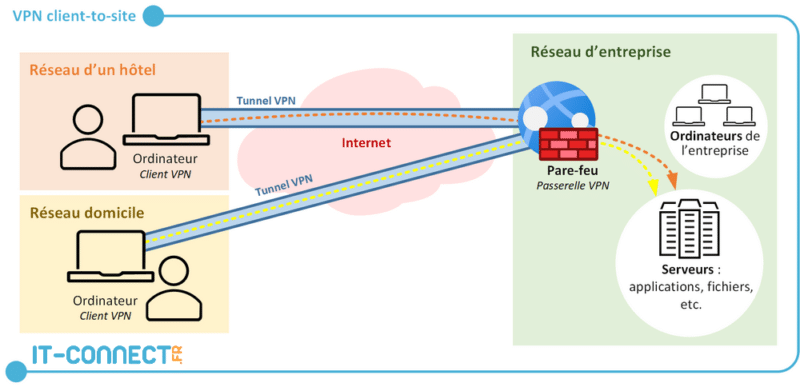 VPN client-to-site
Réseau d'un hôtel
Ordinateur
Client VPN
Réseau domicile
Ordinateur
Client VPN
Tunnel VPN
Internet
Tunnel VPN
Réseau d'entreprise
Pare-feu
Passerelle VPN
Ordinateurs de
l'entreprise
Serveurs :
applications, fichiers,
etc.
IT-CONNECT.FR